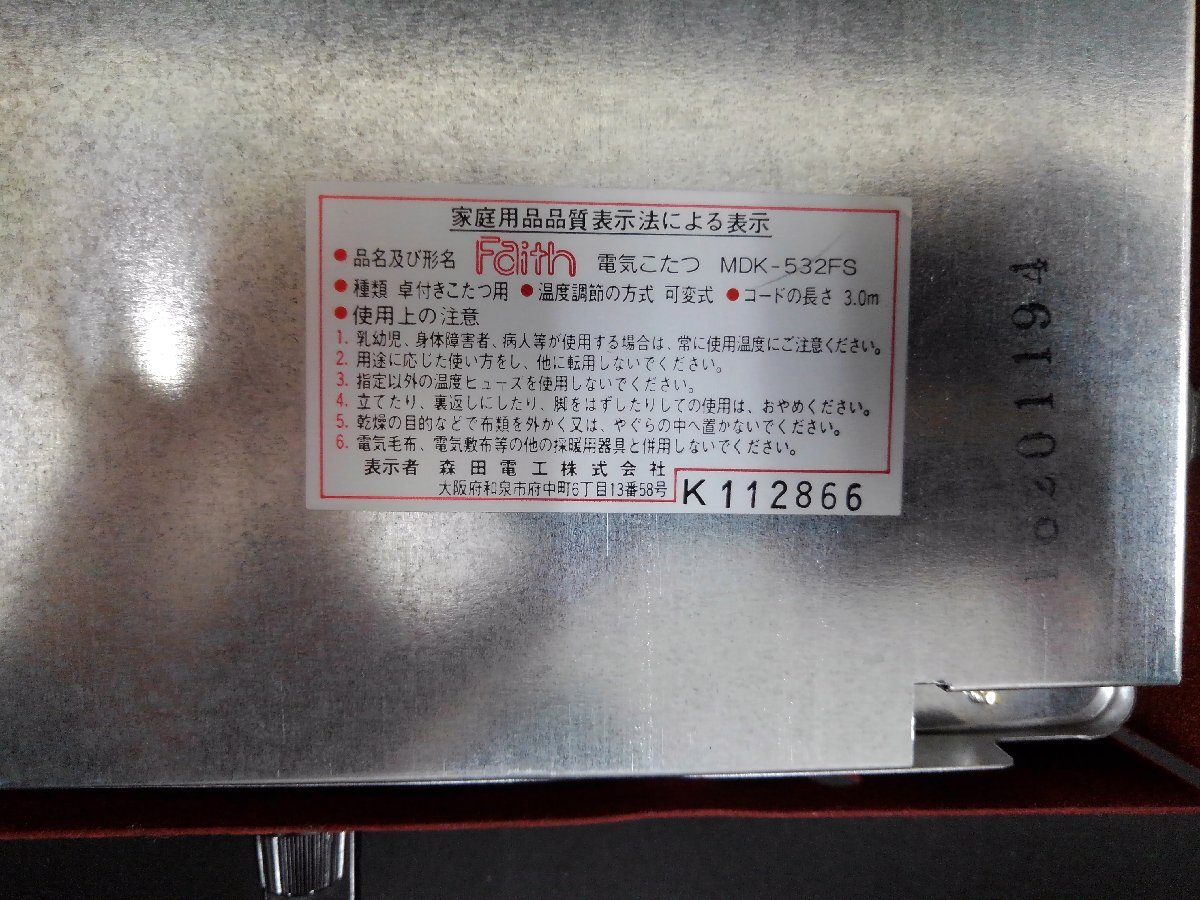 家庭用品品質表示法による表示
●品名及び形名 Faith 電気こたつ MDK-532FS
●種類 卓付きこたつ用 ●温度調節の方式 可変式 ●コードの長さ 3.0m
●使用上の注意
1. 乳幼児、身体障害者、病人等が使用する場合は、常に使用温度にご注意ください。
2. 用途に応じた使い方をし、他に転用しないでください。
3. 指定以外の温度ヒューズを使用しないでください。
4. 立てたり、裏返しにしたり、脚をはずしたりしての使用は、おやめください。
5. 乾燥の目的などで布類を外かく又は、やぐらの中へ置かないでください。
6. 電気毛布、電気敷布等の他の採暖用器具と併用しないでください。
表示者 森田電工株式会社
大阪府和泉市府中町6丁目13番58号
K 112866
1o201194